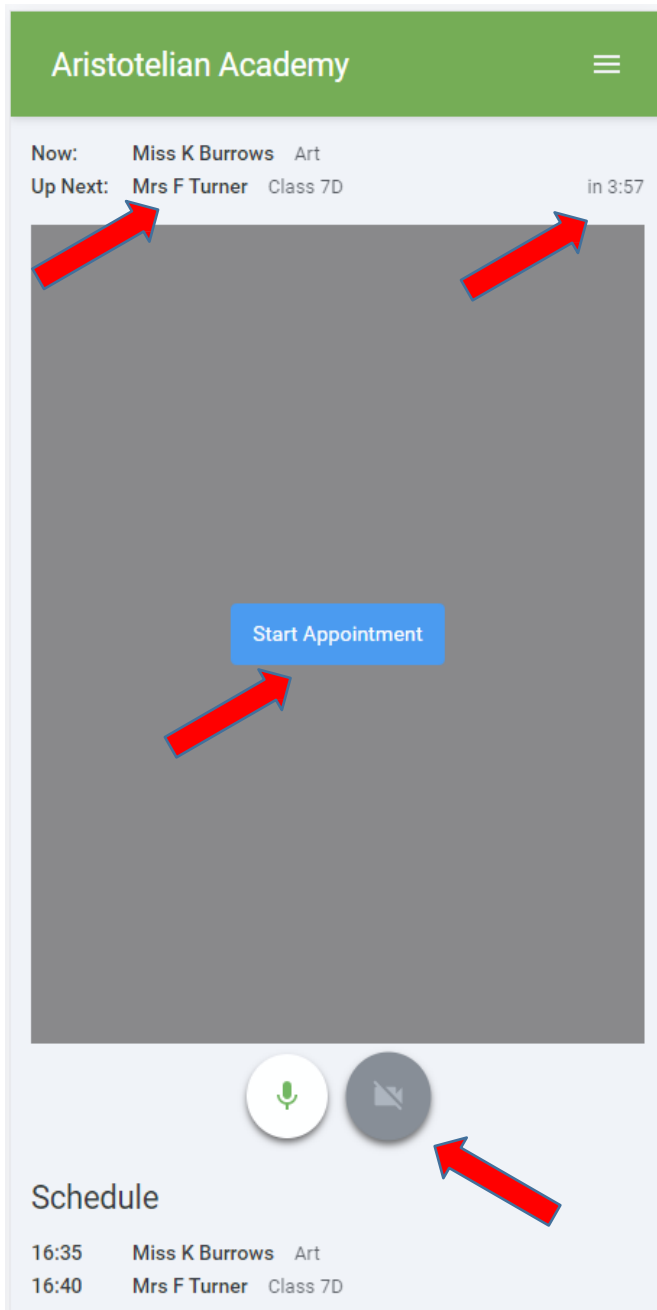 Aristotelian Academy
Now: Miss K Burrows Art
Up Next: Mrs F Turner Class 7D in 3:57
Start Appointment
Schedule
16:35 Miss K Burrows Art
16:40 Mrs F Turner Class 7D